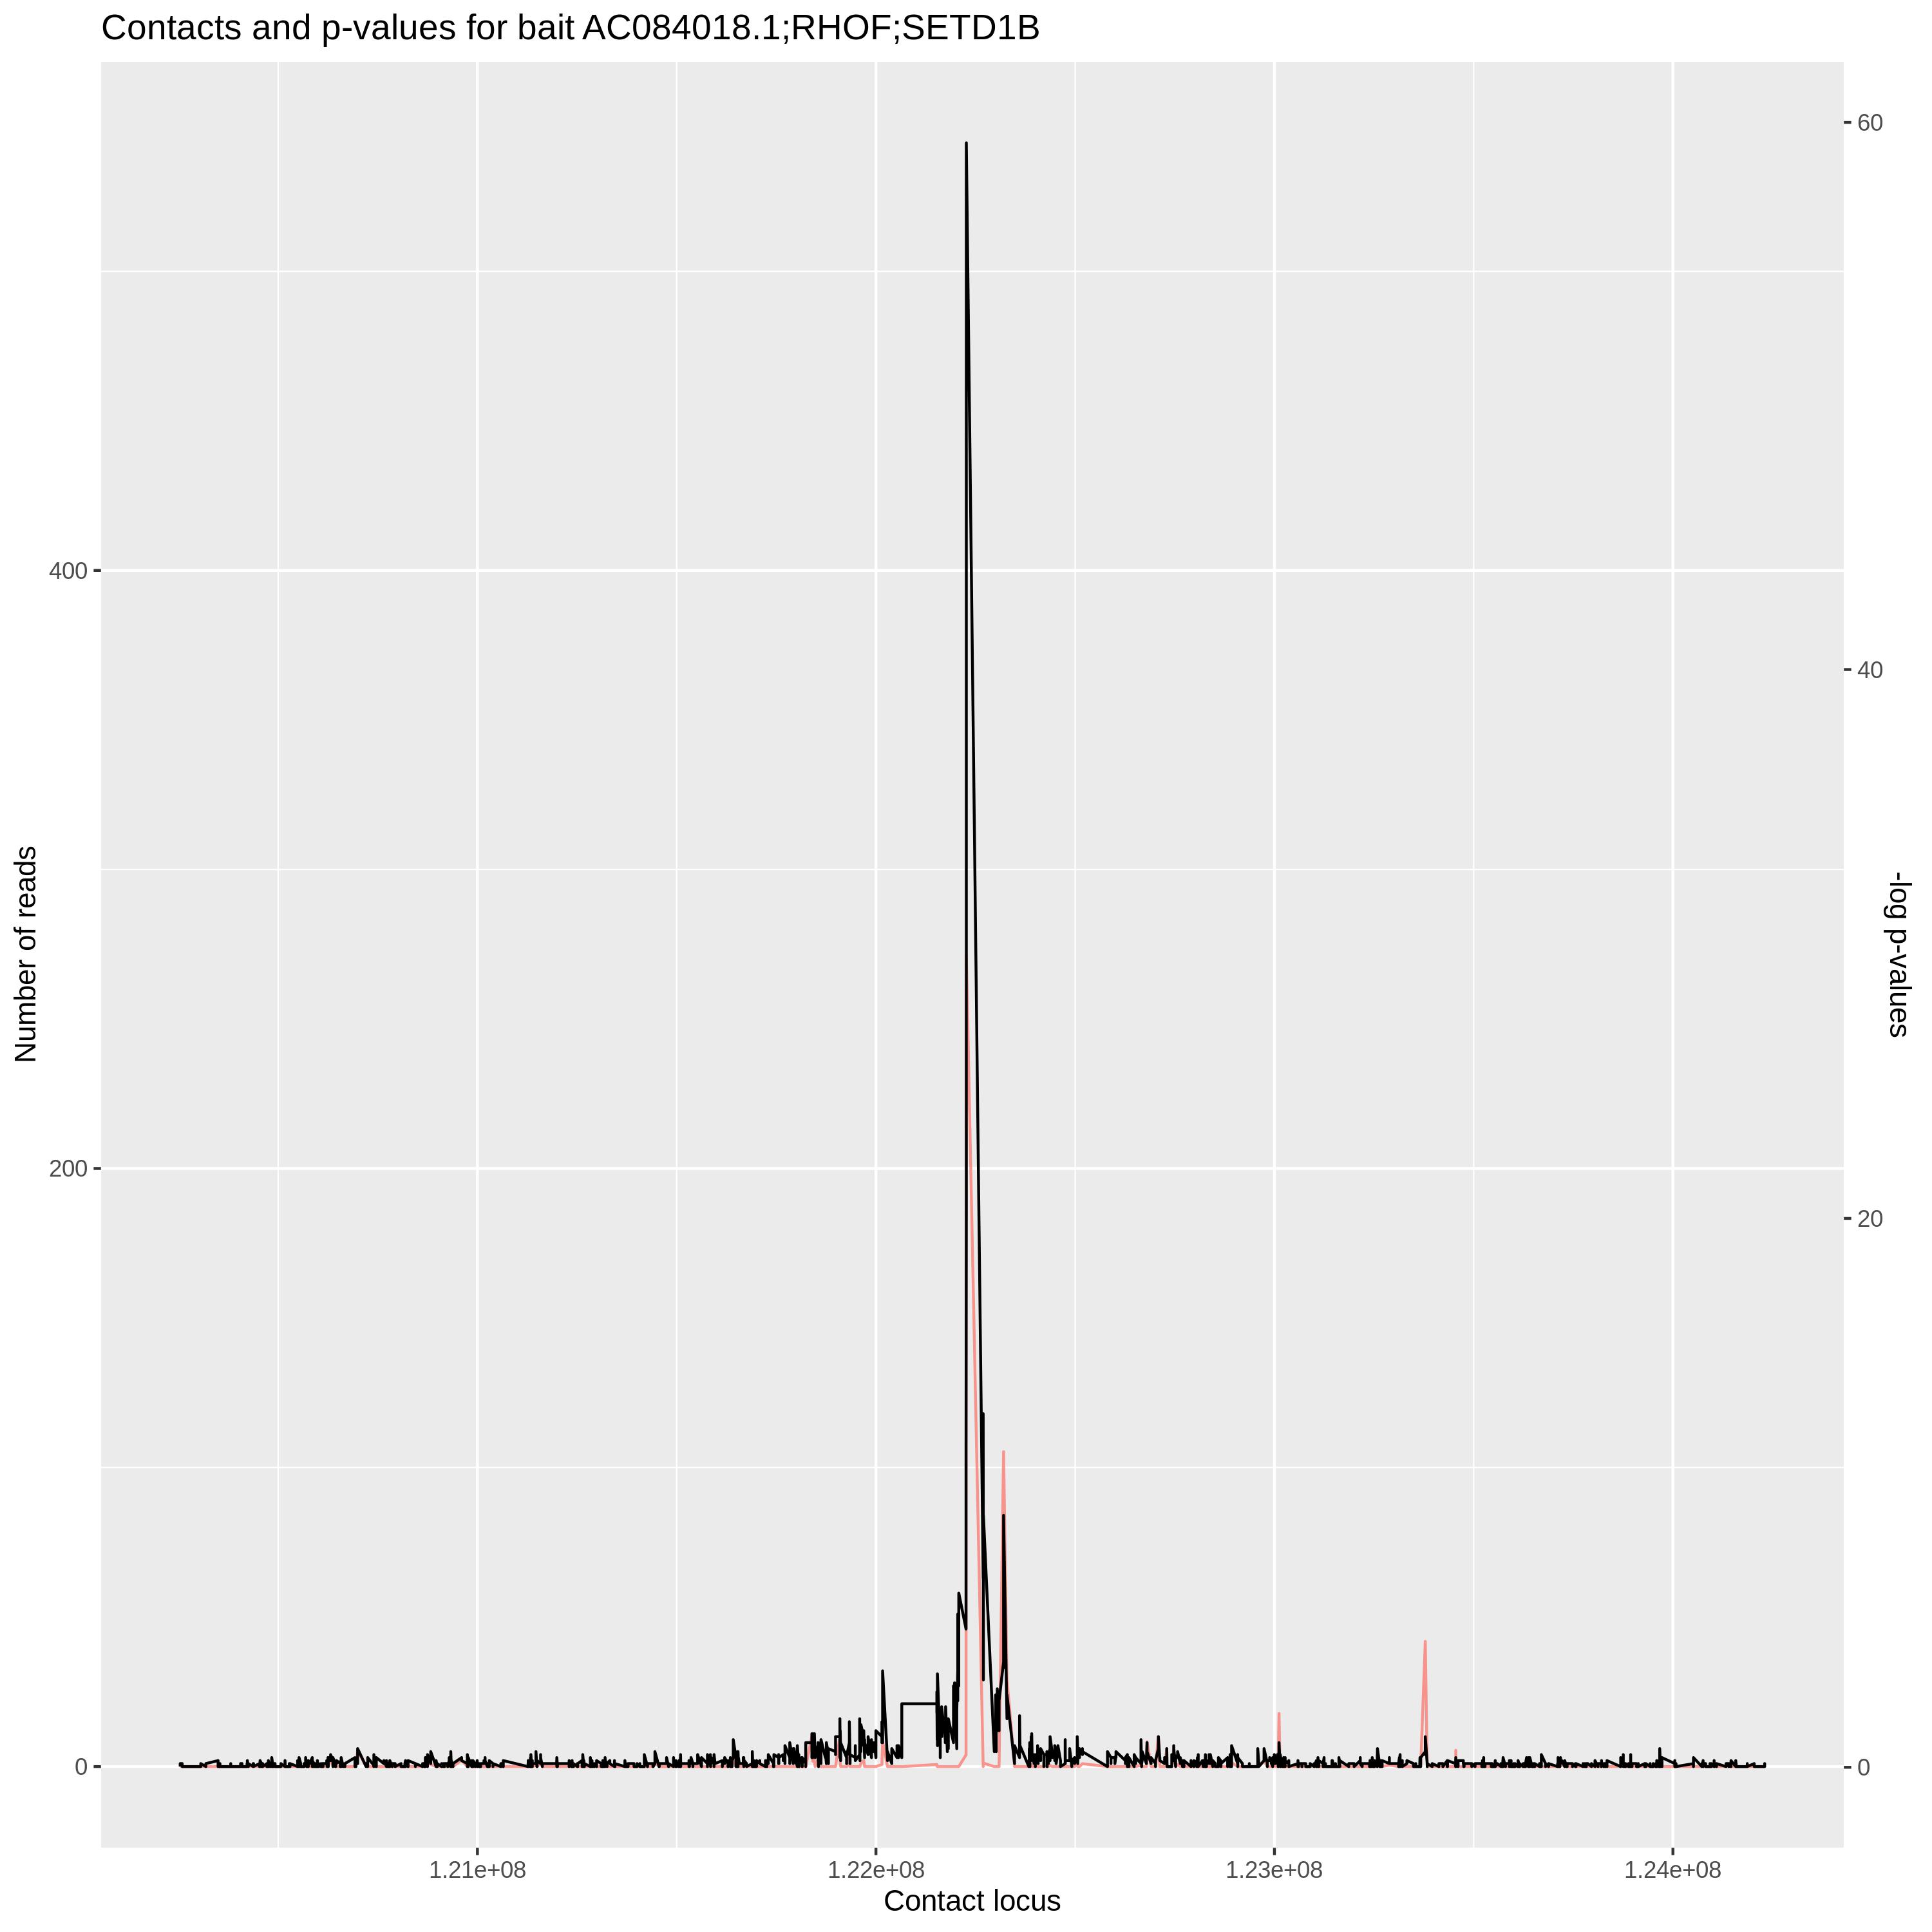 Contacts and p-values for bait AC084018.1;RHOF;SETD1B
60
400
40
Number of reads
-log p-values
200
20
0
0
1.21e+08
1.22e+08
1.23e+08
1.24e+08
Contact locus